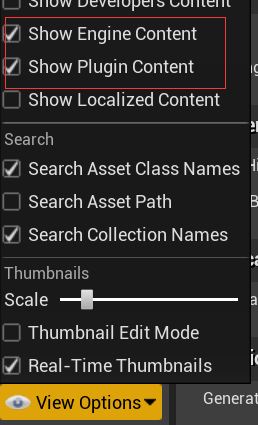 Show Developers Content
Show Engine Content
Show Plugin Content
Show Localized Content
Search
Search Asset Class Names
Search Asset Path
Search Collection Names
Thumbnails
Scale
Thumbnail Edit Mode
Real-Time Thumbnails
View Options
Generat